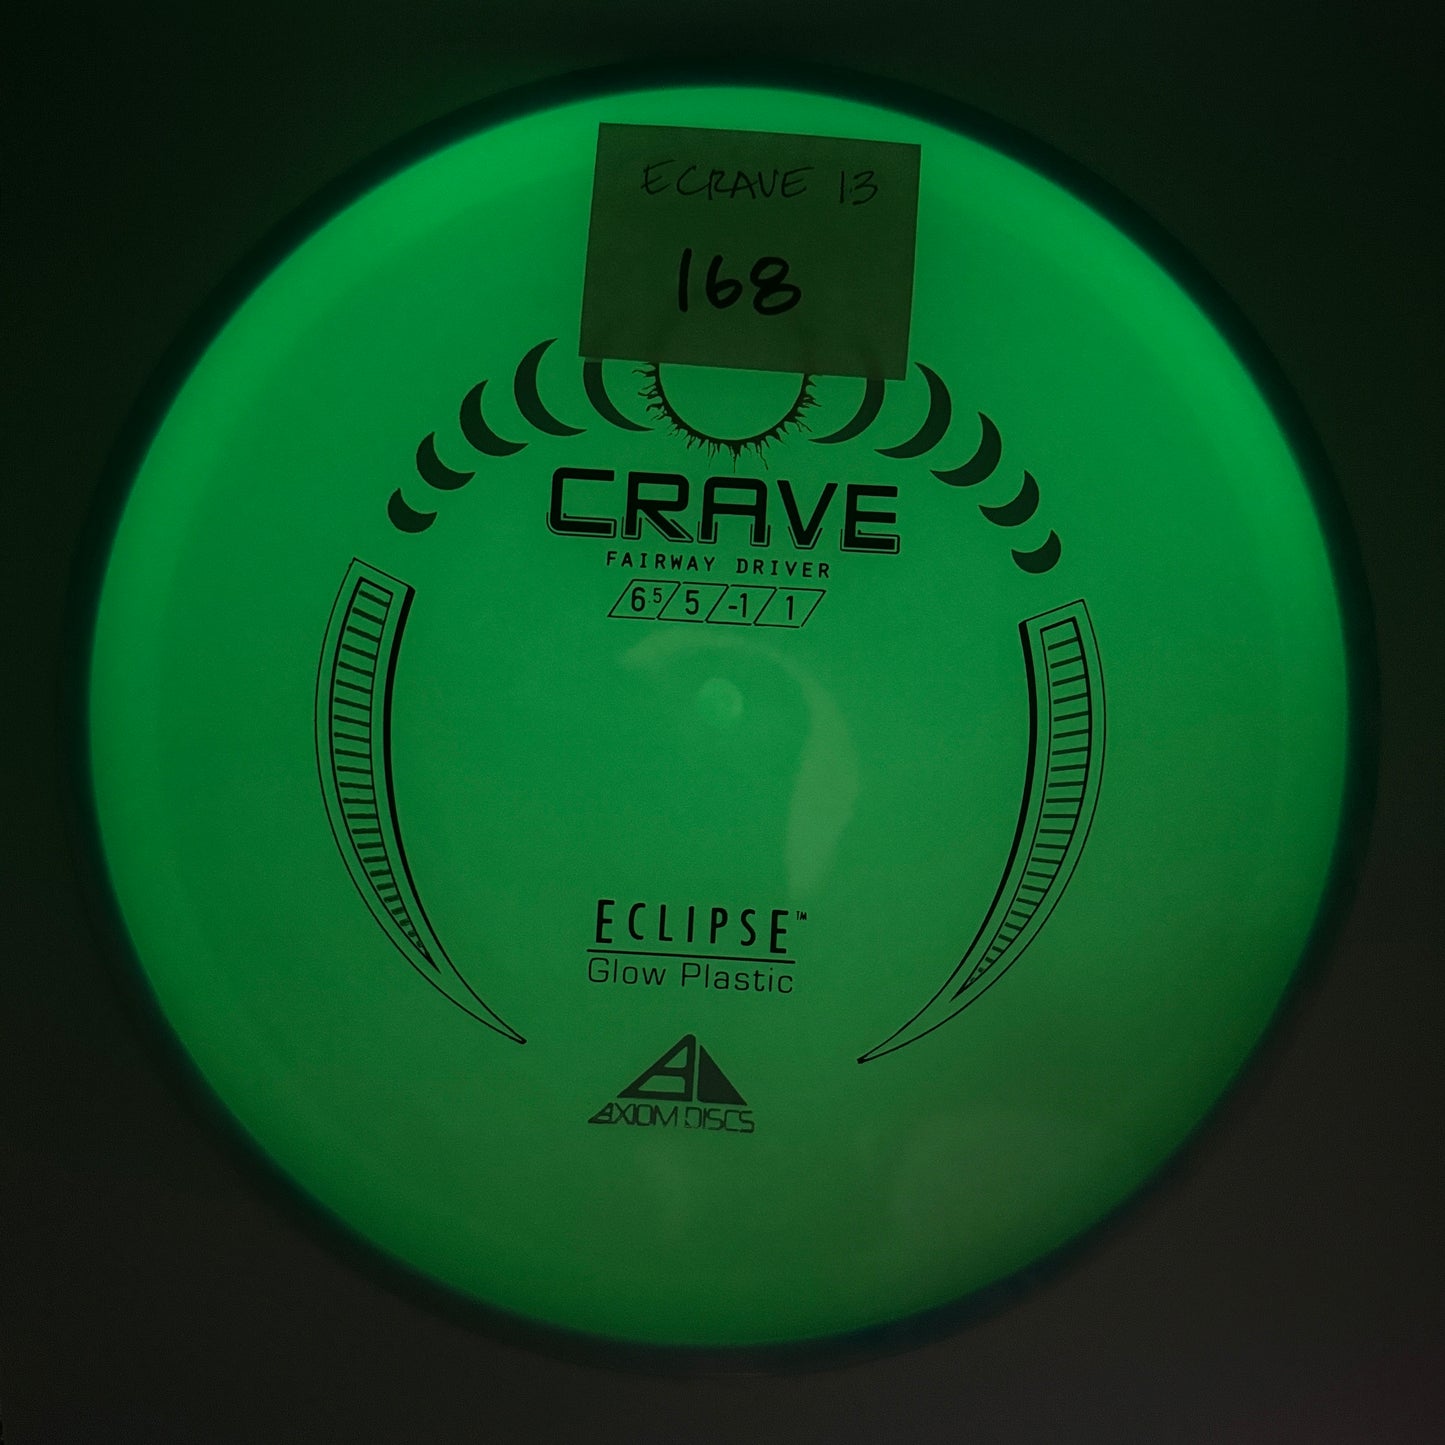 ECRAVE 13
168
CRAVE
FAIRWAY DRIVER
6.5 5 -1 1
ECLIPSE™
Glow Plastic
AXIOM DISCS